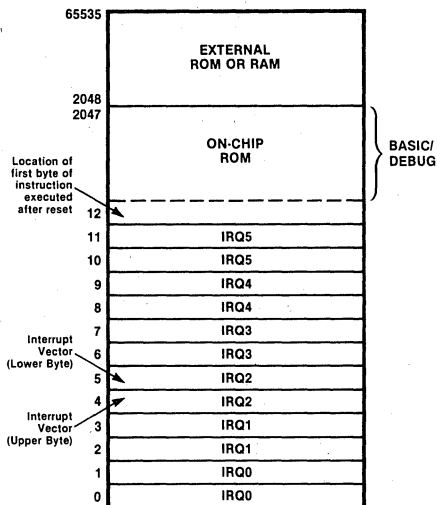 65535
EXTERNAL
ROM OR RAM
2048
2047
ON-CHIP
ROM
BASIC/
DEBUG
Location of
first byte of
instruction
executed
after reset
12
11 IRQ5
10 IRQ5
9 IRQ4
8 IRQ4
7 IRQ3
6 IRQ3
Interrupt
Vector
(Lower Byte)
5 IRQ2
4 IRQ2
Interrupt
Vector
(Upper Byte)
3 IRQ1
2 IRQ1
1 IRQ0
0 IRQ0